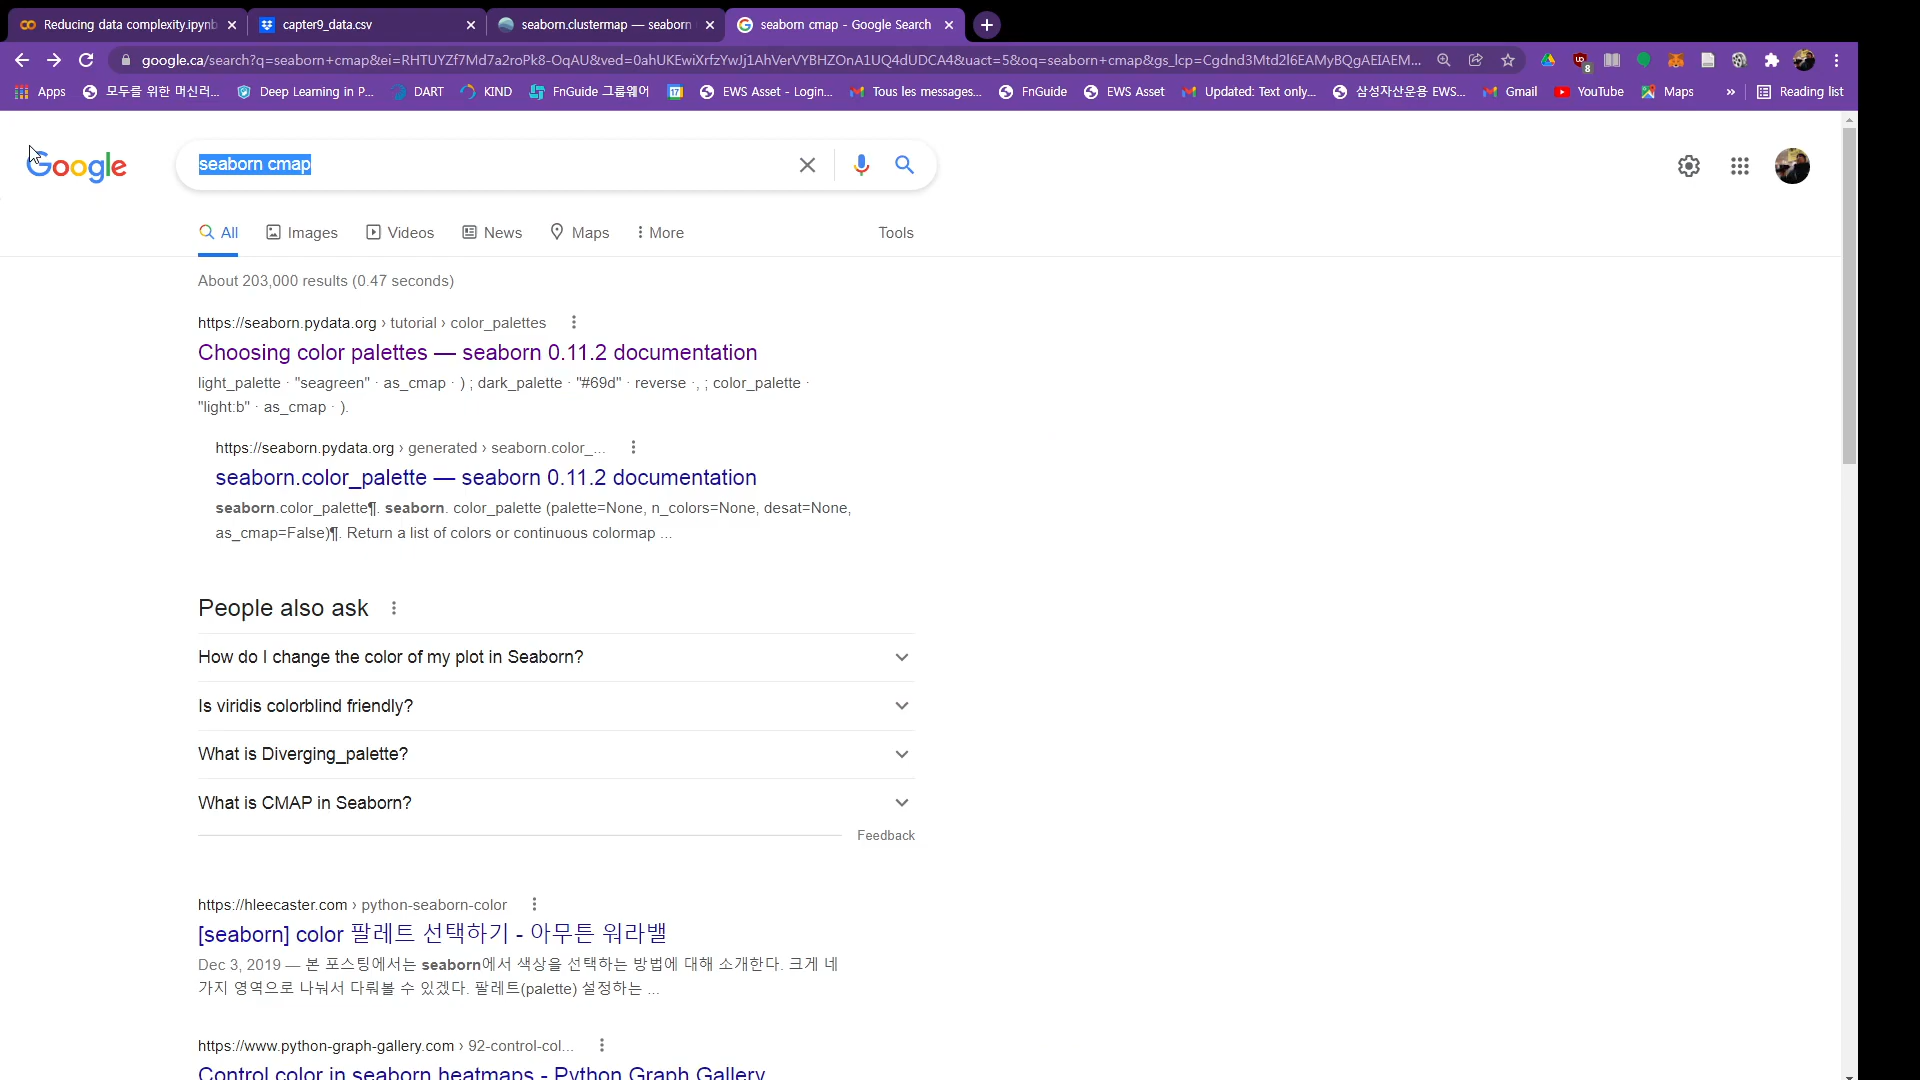 Reducing data complexity.ipynb
capter9_data.csv
seaborn.clustermap — seaborn
seaborn cmap - Google Search
google.ca/search?q=seaborn+cmap&ei=RHTUYZf7Md7a2roPk8-OqAU&ved=0ahUKEwiXrfzYwJj1AhVerVYBHZOnA1UQ4dUDCA4&uact=5&oq=seaborn+cmap&gs_lcp=Cgdnd3Mtd2l6EAMyBQgAEIAEM...
8
Apps
모두를 위한 머신러...
Deep Learning in P...
DART
KIND
FnGuide 그룹웨어
17
EWS Asset - Login...
Tous les messages...
FnGuide
EWS Asset
Updated: Text only...
삼성자산운용 EWS...
Gmail
YouTube
Maps
»
Reading list
Google
seaborn cmap
All
Images
Videos
News
Maps
More
Tools
About 203,000 results (0.47 seconds)
https://seaborn.pydata.org › tutorial › color_palettes
Choosing color palettes — seaborn 0.11.2 documentation
light_palette · "seagreen" · as_cmap · ) ; dark_palette · "#69d" · reverse ·, ; color_palette ·
"light:b" · as_cmap · ).
https://seaborn.pydata.org › generated › seaborn.color_...
seaborn.color_palette — seaborn 0.11.2 documentation
seaborn.color_palette¶. seaborn. color_palette (palette=None, n_colors=None, desat=None,
as_cmap=False)¶. Return a list of colors or continuous colormap ...
People also ask
How do I change the color of my plot in Seaborn?
Is viridis colorblind friendly?
What is Diverging_palette?
What is CMAP in Seaborn?
Feedback
https://hleecaster.com › python-seaborn-color
[seaborn] color 팔레트 선택하기 - 아무튼 워라밸
Dec 3, 2019 — 본 포스팅에서는 seaborn에서 색상을 선택하는 방법에 대해 소개한다. 크게 네
가지 영역으로 나눠서 다뤄볼 수 있겠다. 팔레트(palette) 설정하는 ...
https://www.python-graph-gallery.com › 92-control-col...
Control color in seaborn heatmaps - Python Graph Gallery